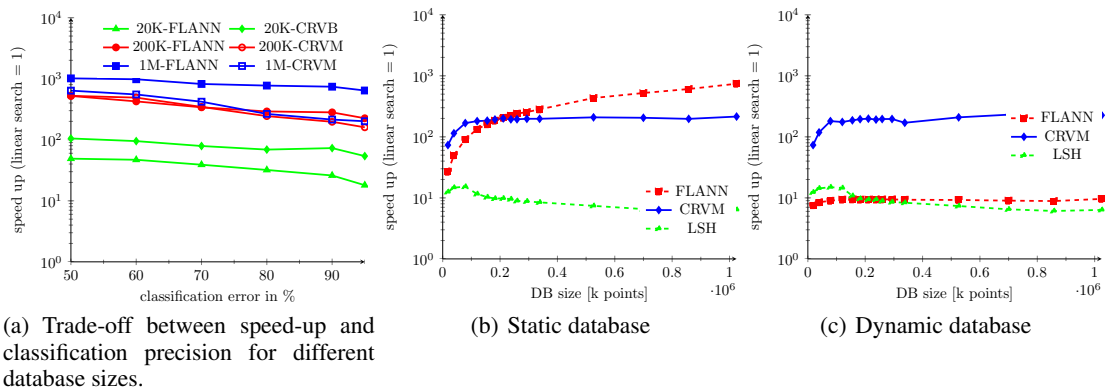 10^4
10^3
10^2
10^1
10^0
speed up (linear search = 1)
20K-FLANN 20K-CRVB
200K-FLANN 200K-CRVM
1M-FLANN 1M-CRVM
50 60 70 80 90
classification error in %
(a) Trade-off between speed-up and
classification precision for different
database sizes.
10^4
10^3
10^2
10^1
10^0
speed up (linear search = 1)
FLANN
CRVM
LSH
0 0.2 0.4 0.6 0.8 1
DB size [k points]
·10^6
(b) Static database
10^4
10^3
10^2
10^1
10^0
speed up (linear search = 1)
FLANN
CRVM
LSH
0 0.2 0.4 0.6 0.8 1
DB size [k points]
·10^6
(c) Dynamic database